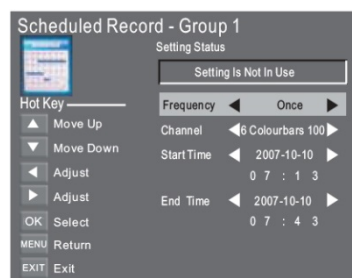 Scheduled Record - Group 1
Setting Status
Setting Is Not In Use
Hot Key
Frequency Once
Move Up
Channel 6 Colourbars 100
Move Down
Start Time 2007-10-10
Adjust
0 7 : 1 3
Adjust
End Time 2007-10-10
OK Select
0 7 : 4 3
MENU Return
EXIT Exit